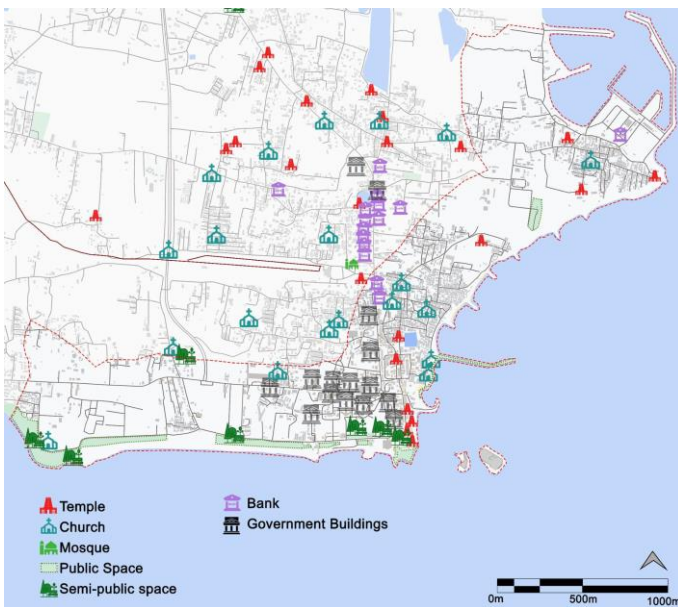 Temple
Church
Mosque
Public Space
Semi-public space
Bank
Government Buildings
0m 500m 1000m